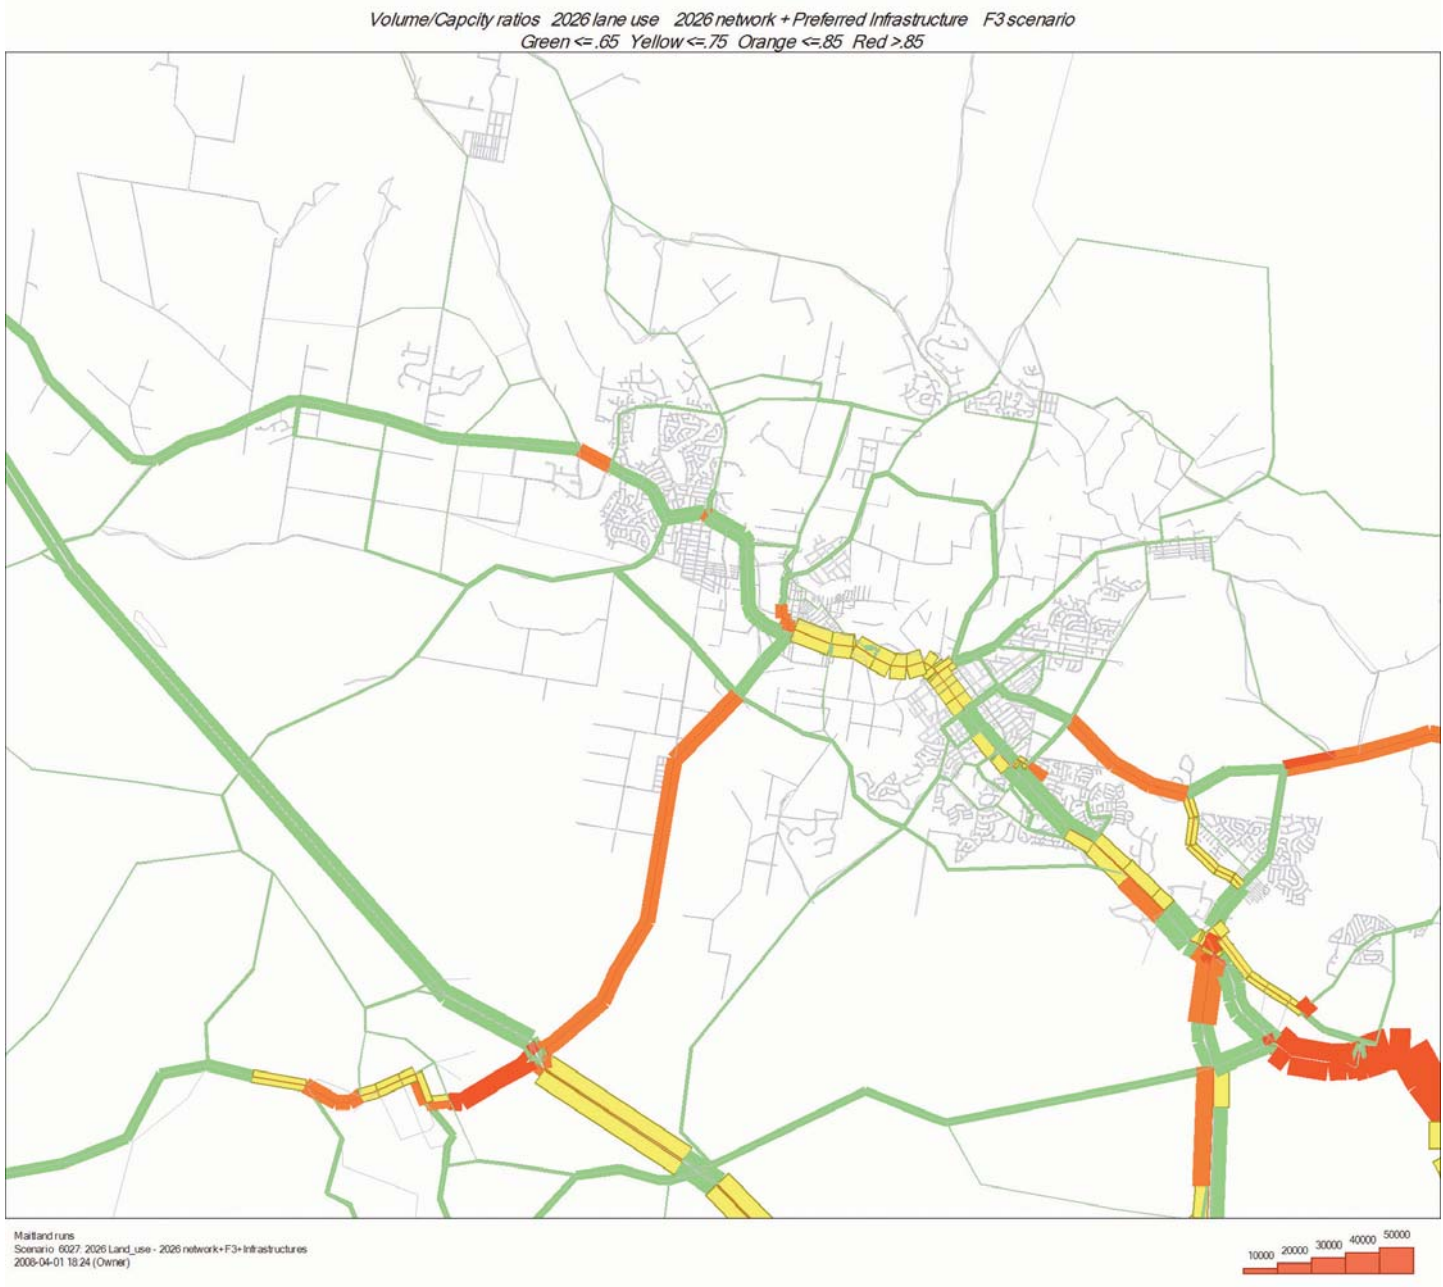 Volume/Capcity ratios 2026 lane use 2026 network + Preferred Infrastructure F3 scenario
Green <= .65 Yellow <=.75 Orange <=.85 Red >.85
Maitland runs
Scenario 6027: 2026 Land_use - 2026 network+F3+Infrastructures
2008-04-01 18:24 (Owner)
10000 20000 30000 40000 50000